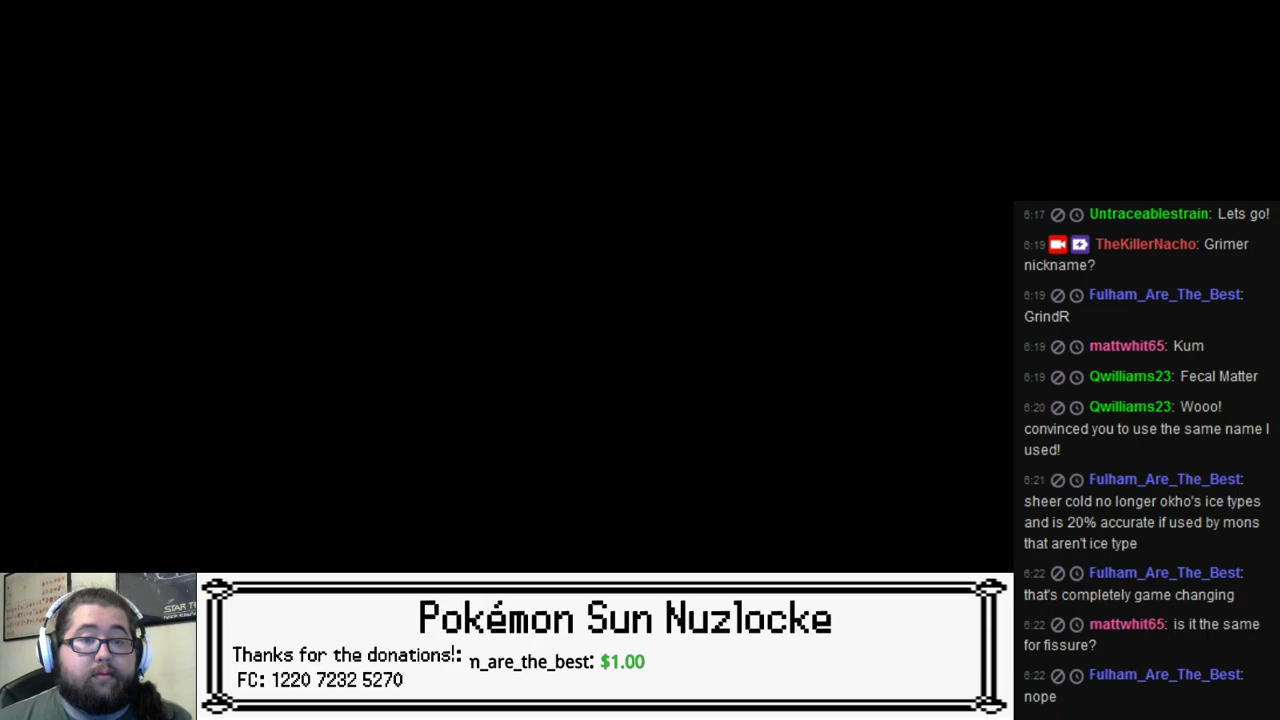 6:17 Untraceablestrain: Lets go!
6:19 TheKillerNacho: Grimer
nickname?
6:19 Fulham_Are_The_Best:
GrindR
6:19 mattwhit65: Kum
6:19 Qwilliams23: Fecal Matter
6:20 Qwilliams23: Wooo!
convinced you to use the same name I
used!
6:21 Fulham_Are_The_Best:
sheer cold no longer okho's ice types
and is 20% accurate if used by mons
that aren't ice type
6:22 Fulham_Are_The_Best:
that's completely game changing
6:22 mattwhit65: is it the same
for fissure?
6:22 Fulham_Are_The_Best:
nope
STAR
Pokémon Sun Nuzlocke
Thanks for the donations!: n_are_the_best: $1.00
FC: 1220 7232 5270